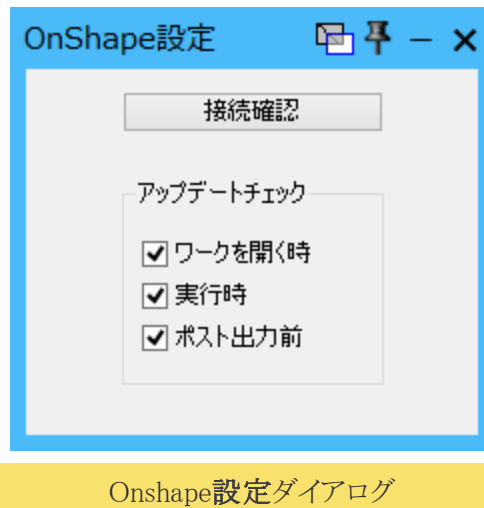 OnShape設定
接続確認
アップデートチェック
ワークを開く時
実行時
ポスト出力前
Onshape設定ダイアログ